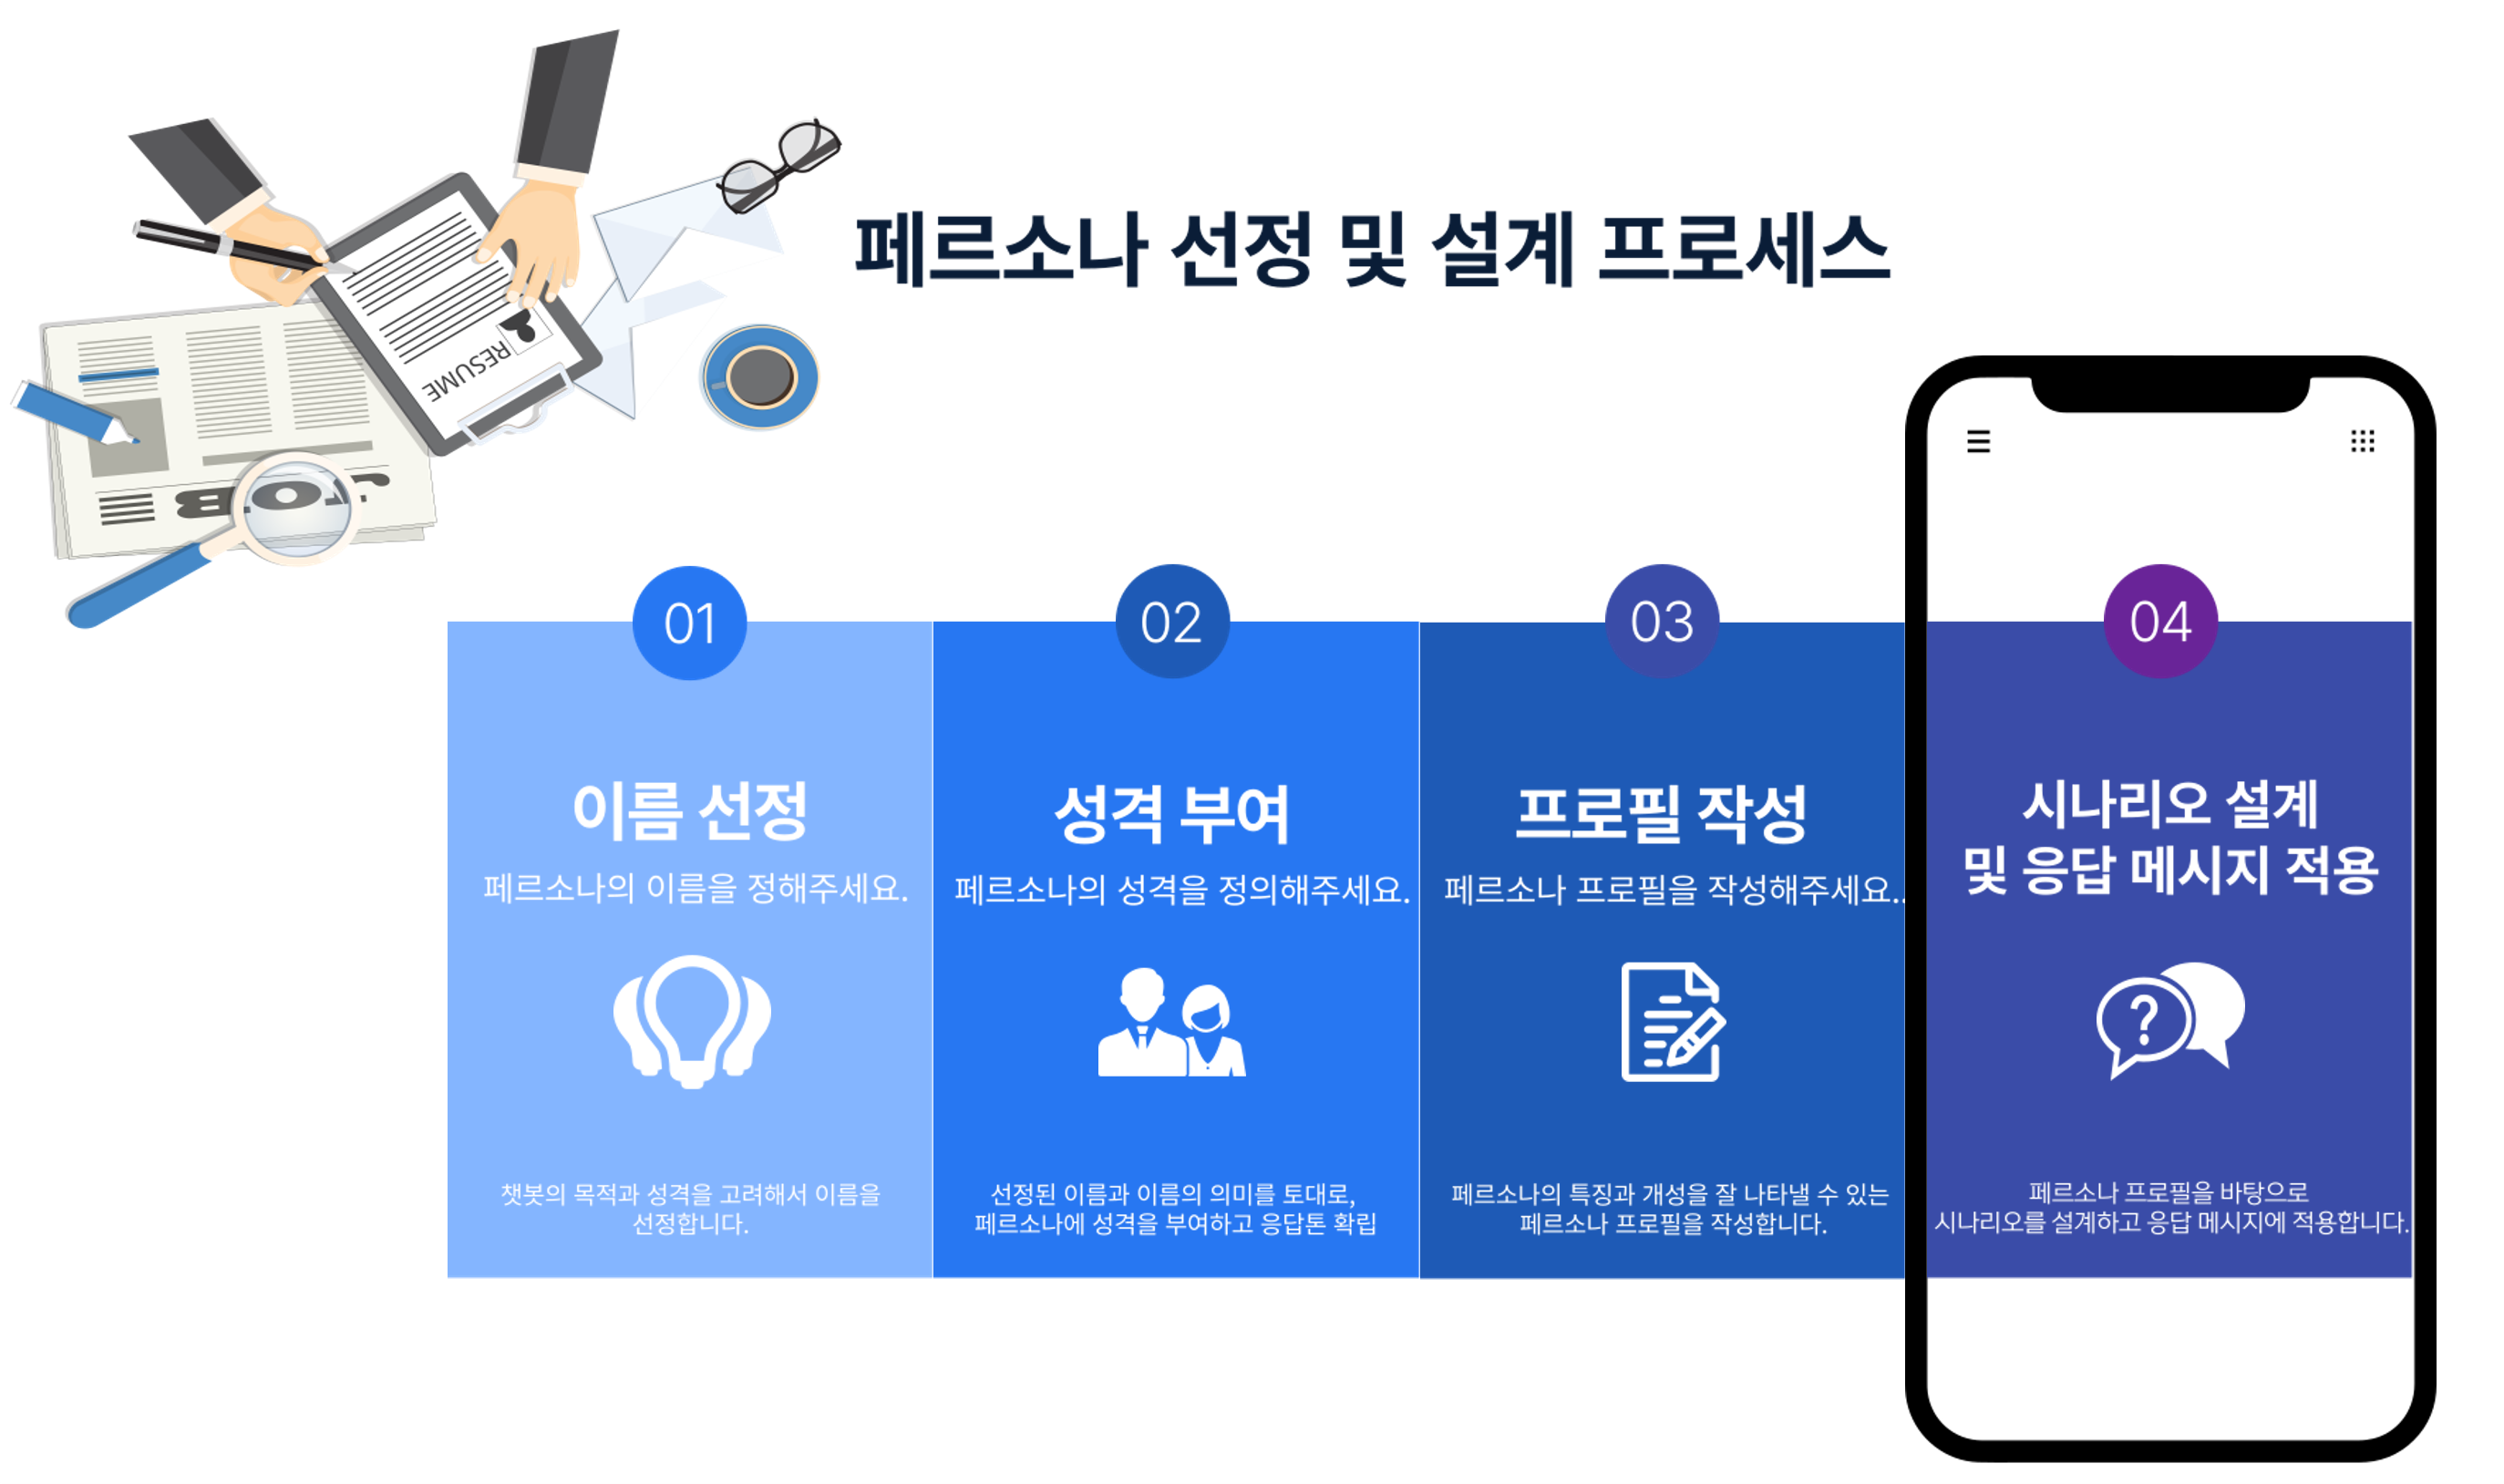 페르소나 선정 및 설계 프로세스
RESUME
JOB
01
이름 선정
페르소나의 이름을 정해주세요.
챗봇의 목적과 성격을 고려해서 이름을
선정합니다.
02
성격 부여
페르소나의 성격을 정의해주세요.
선정된 이름과 이름의 의미를 토대로,
페르소나에 성격을 부여하고 응답톤 확립
03
프로필 작성
페르소나 프로필을 작성해주세요..
페르소나의 특징과 개성을 잘 나타낼 수 있는
페르소나 프로필을 작성합니다.
04
시나리오 설계
및 응답 메시지 적용
페르소나 프로필을 바탕으로
시나리오를 설계하고 응답 메시지에 적용합니다.